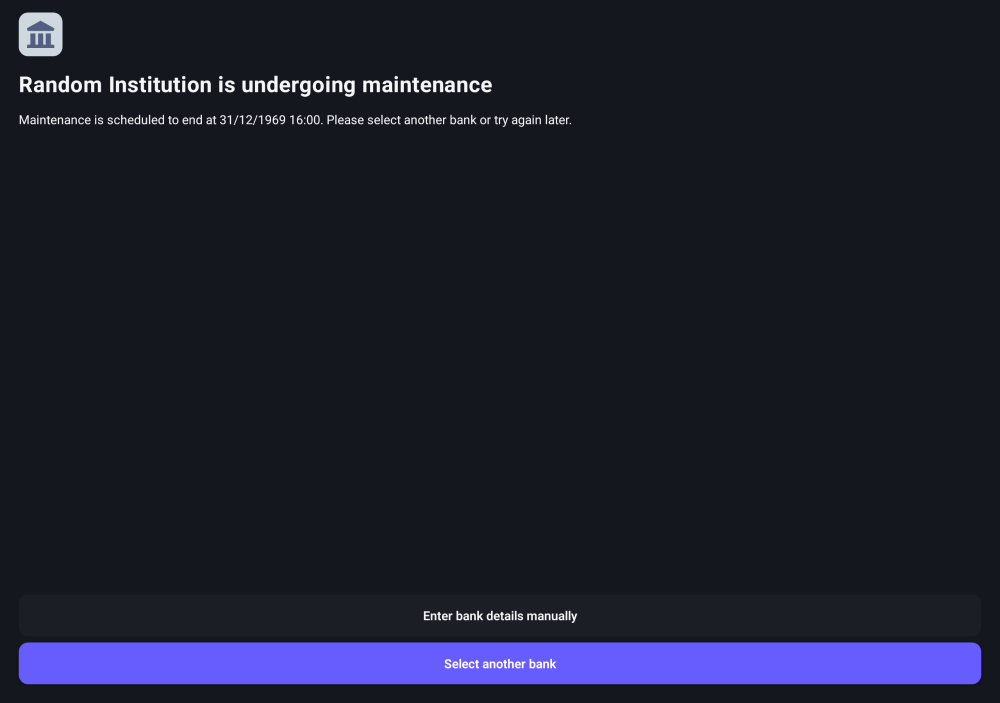 Random Institution is undergoing maintenance
Maintenance is scheduled to end at 31/12/1969 16:00. Please select another bank or try again later.
Enter bank details manually
Select another bank